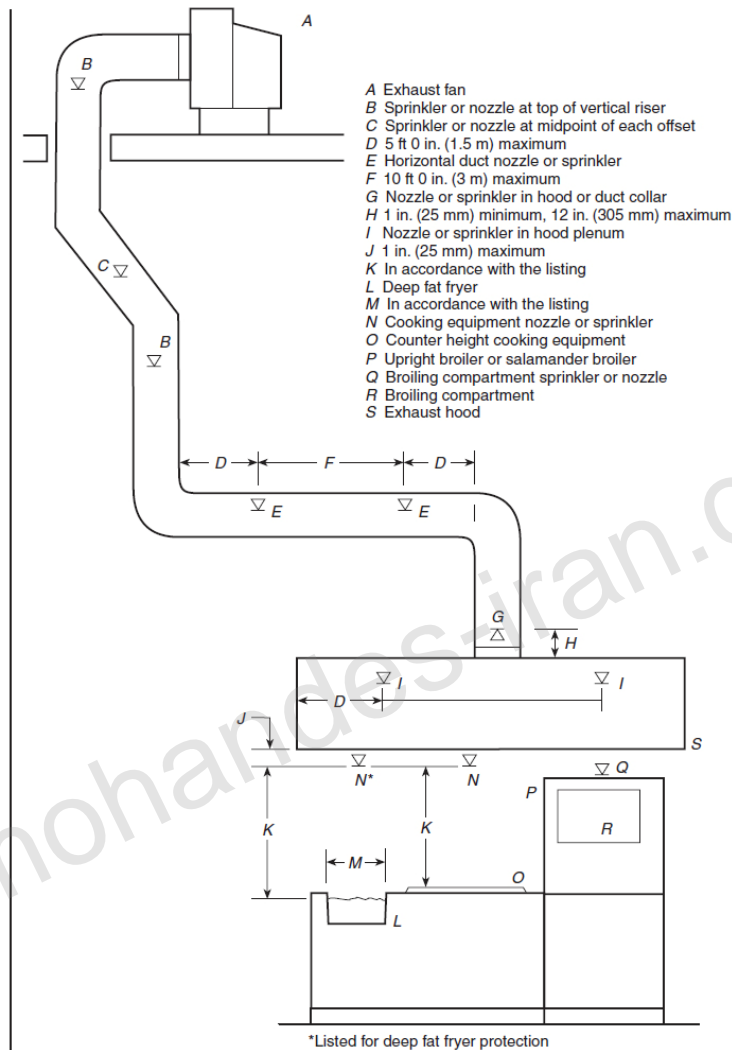 A
B
A Exhaust fan
B Sprinkler or nozzle at top of vertical riser
C Sprinkler or nozzle at midpoint of each offset
D 5 ft 0 in. (1.5 m) maximum
E Horizontal duct nozzle or sprinkler
F 10 ft 0 in. (3 m) maximum
G Nozzle or sprinkler in hood or duct collar
H 1 in. (25 mm) minimum, 12 in. (305 mm) maximum
I Nozzle or sprinkler in hood plenum
J 1 in. (25 mm) maximum
K In accordance with the listing
L Deep fat fryer
M In accordance with the listing
N Cooking equipment nozzle or sprinkler
O Counter height cooking equipment
P Upright broiler or salamander broiler
Q Broiling compartment sprinkler or nozzle
R Broiling compartment
S Exhaust hood
C
B
D F D
E E
G
H
I I
D
J
S
N* N Q
P
K K R
M O
L
*Listed for deep fat fryer protection
mohandes-iran.c